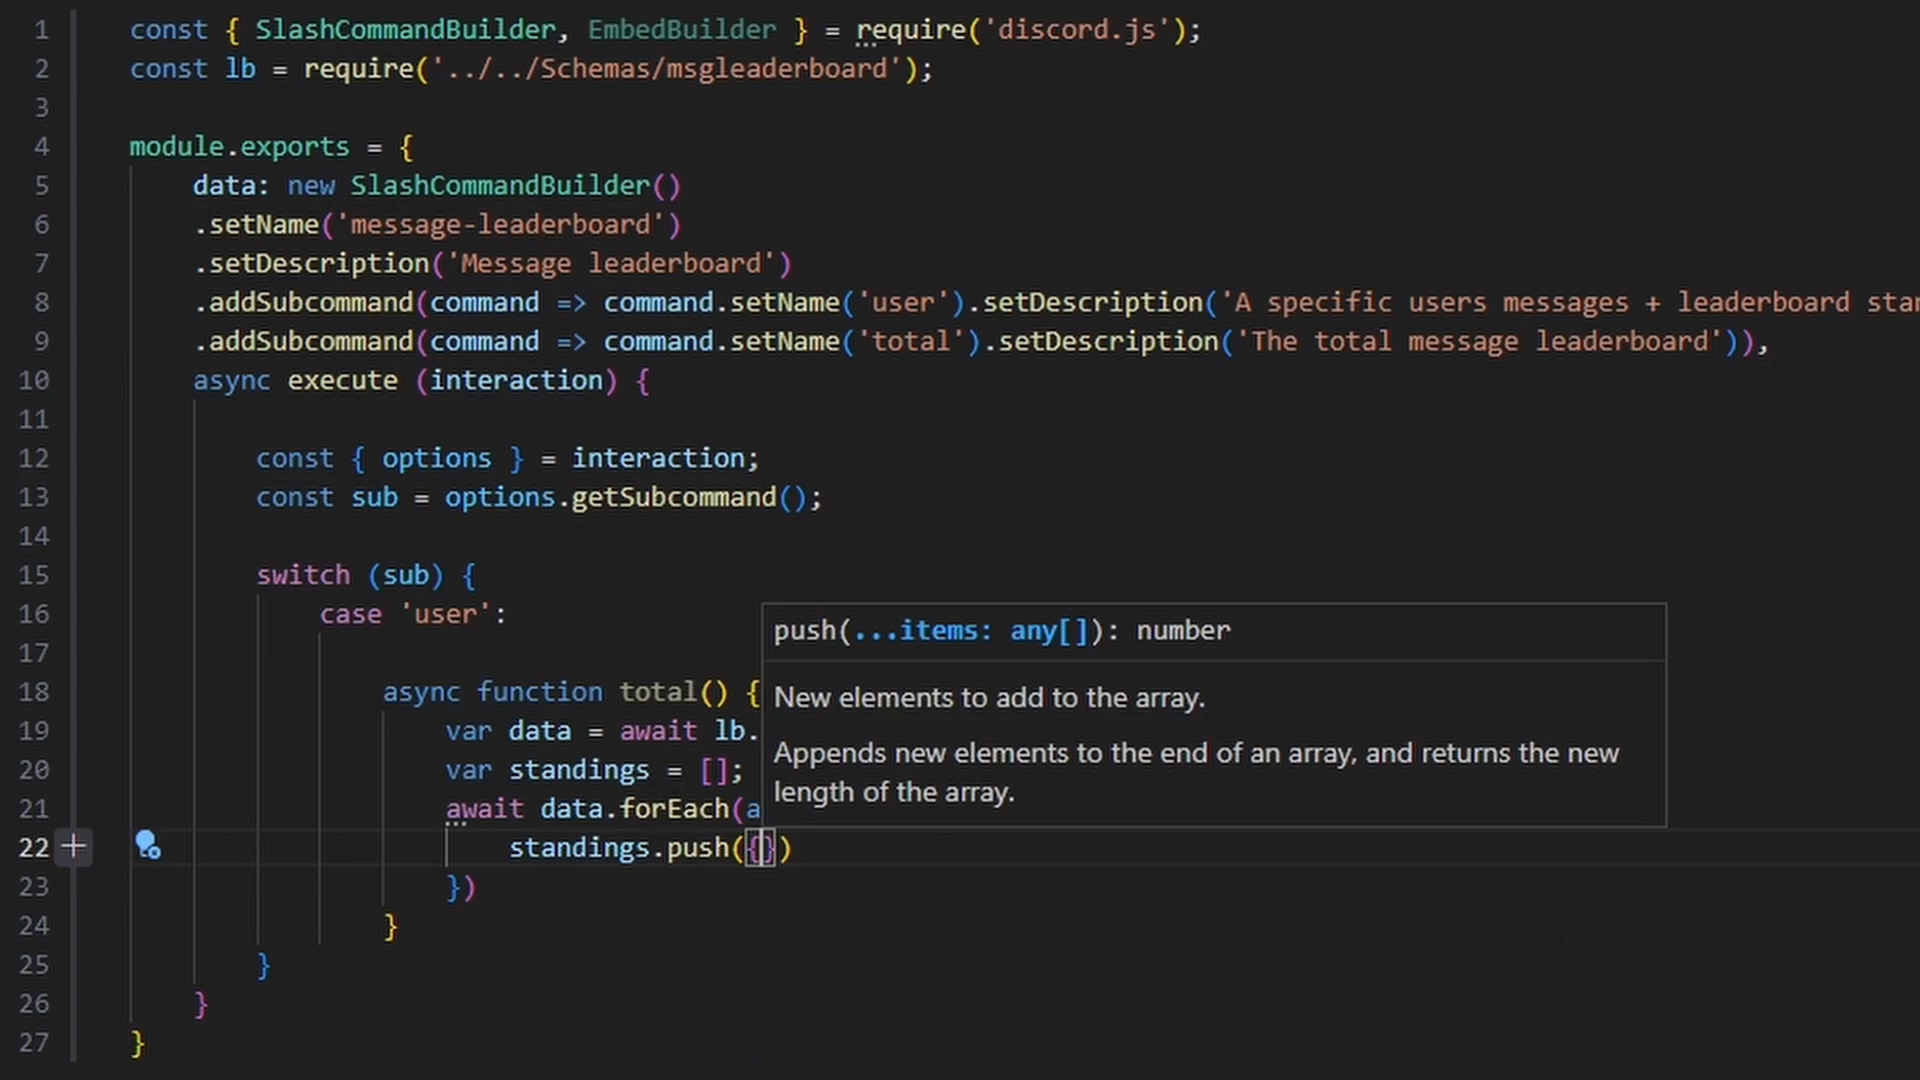 1 const { SlashCommandBuilder, EmbedBuilder } = require('discord.js');
2 const lb = require('../../Schemas/msgleaderboard');
3
4 module.exports = {
5 data: new SlashCommandBuilder()
6 .setName('message-leaderboard')
7 .setDescription('Message leaderboard')
8 .addSubcommand(command => command.setName('user').setDescription('A specific users messages + leaderboard
9 .addSubcommand(command => command.setName('total').setDescription('The total message leaderboard')),
10 async execute (interaction) {
11
12 const { options } = interaction;
13 const sub = options.getSubcommand();
14
15 switch (sub) {
16 case 'user':
17
18 async function total() {
19 var data = await lb.
20 var standings = [];
21 await data.forEach(a
22 standings.push({})
23 })
24 }
25 }
26 }
27 }
push(...items: any[]): number
New elements to add to the array.
Appends new elements to the end of an array, and returns the new
length of the array.